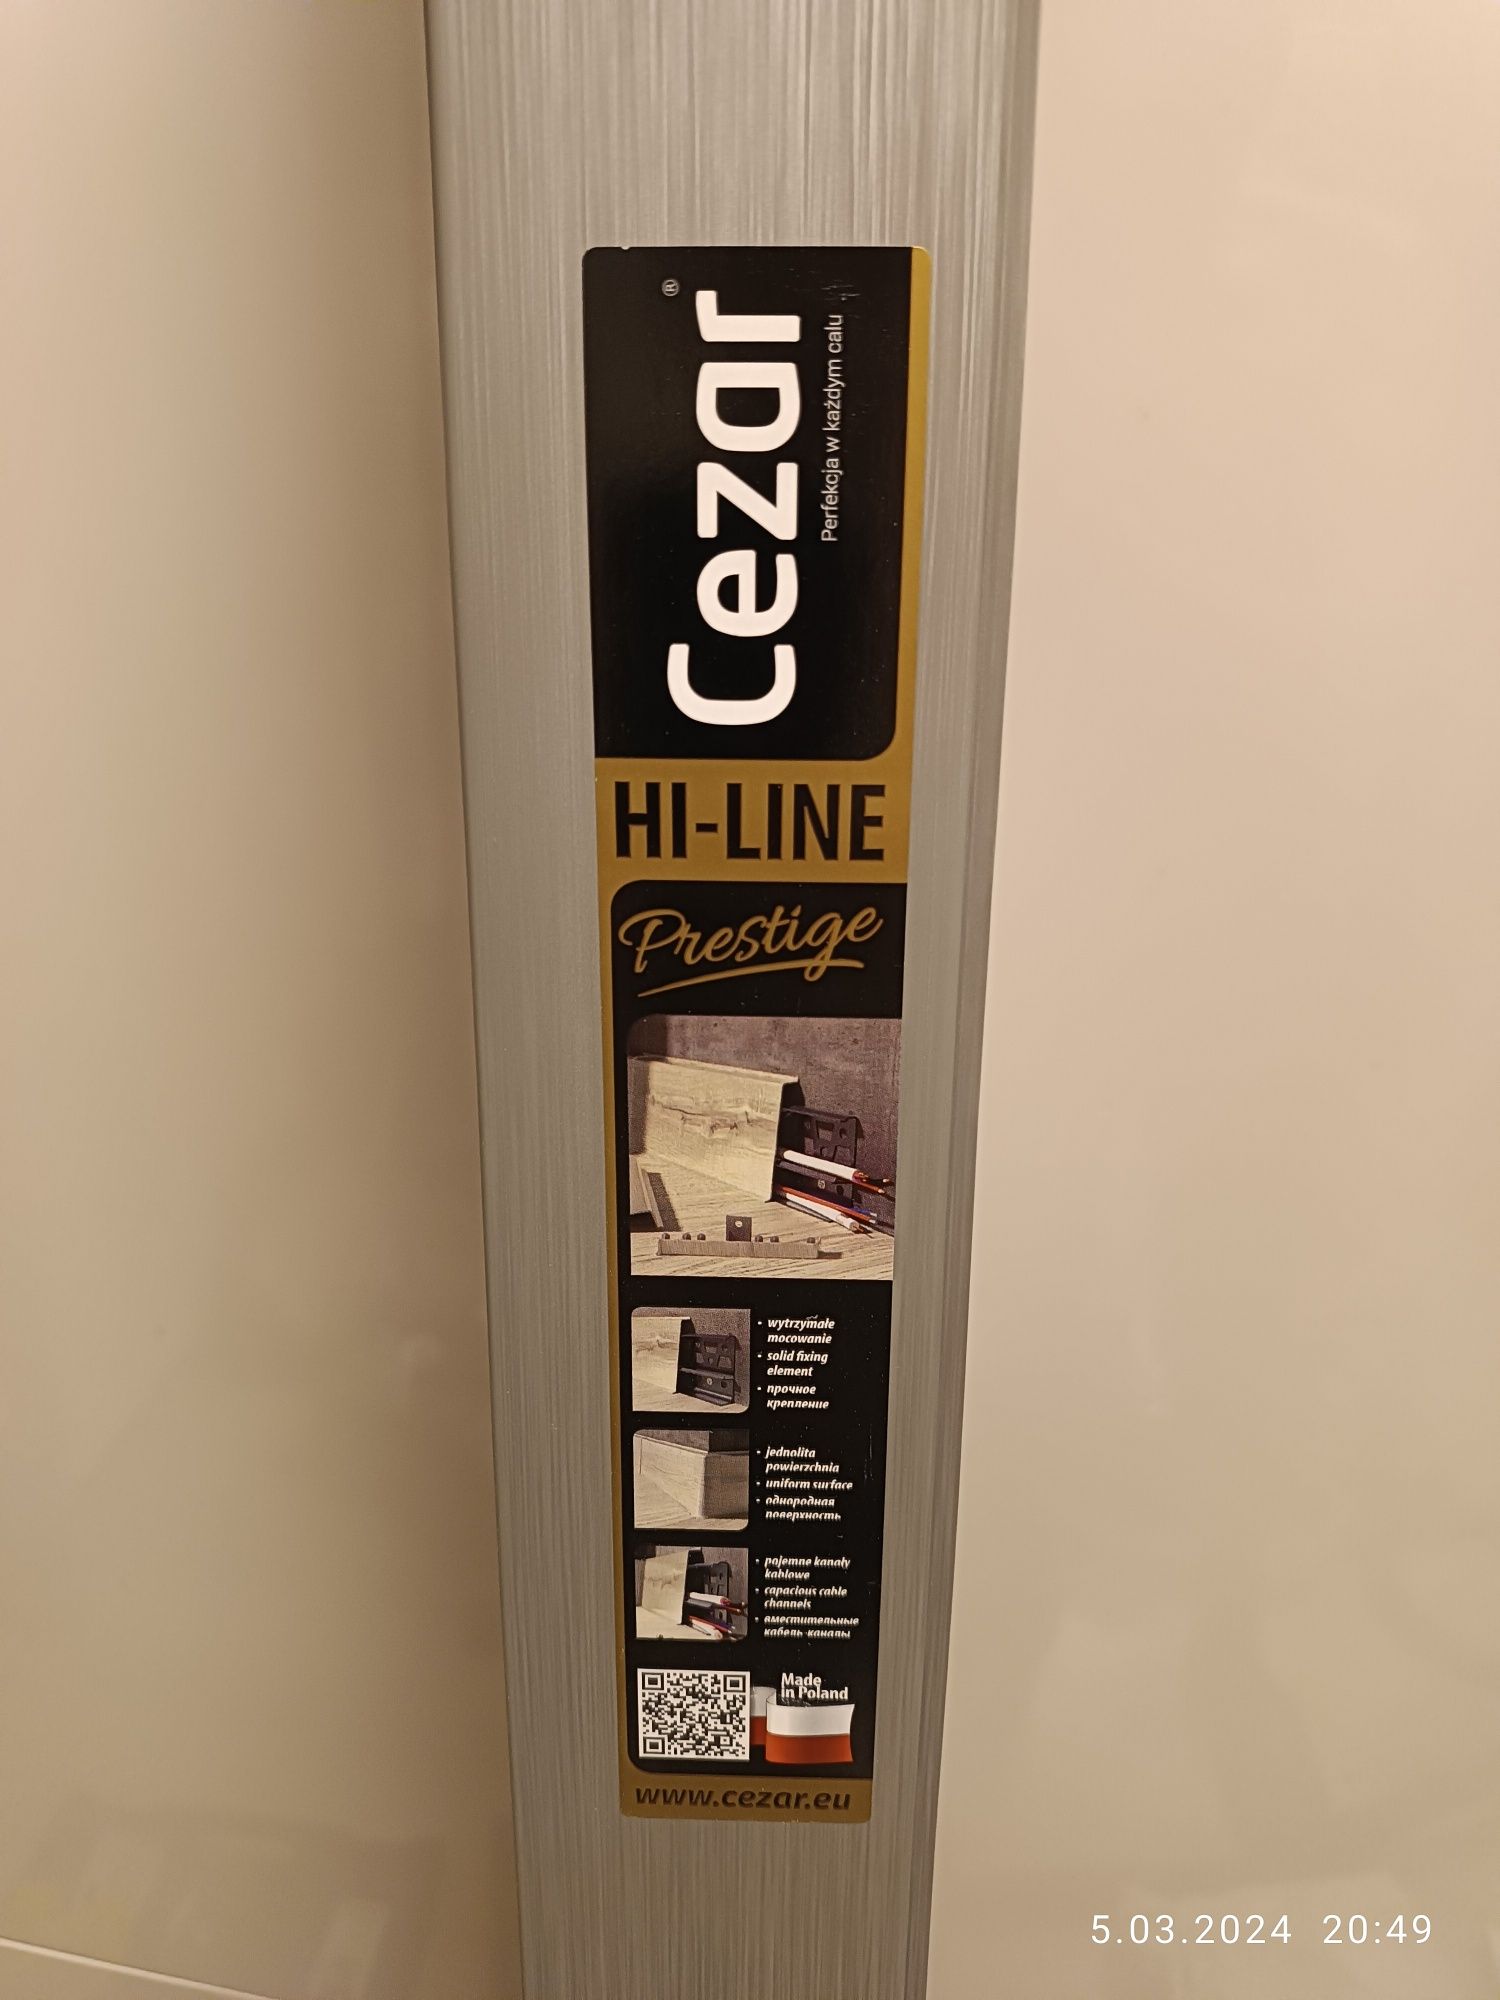 Cezar®
Perfekcja w każdym calu
HI-LINE
Prestige
• wytrzymałe
mocowanie
• solid fixing
element
• прочное
крепление
• jednolita
powierzchnia
• uniform surface
• однородная
поверхность
• pojemne kanały
kablowe
• capacious cable
channels
• вместительные
кабель-каналы
Made
in Poland
www.cezar.eu
5.03.2024 20:49